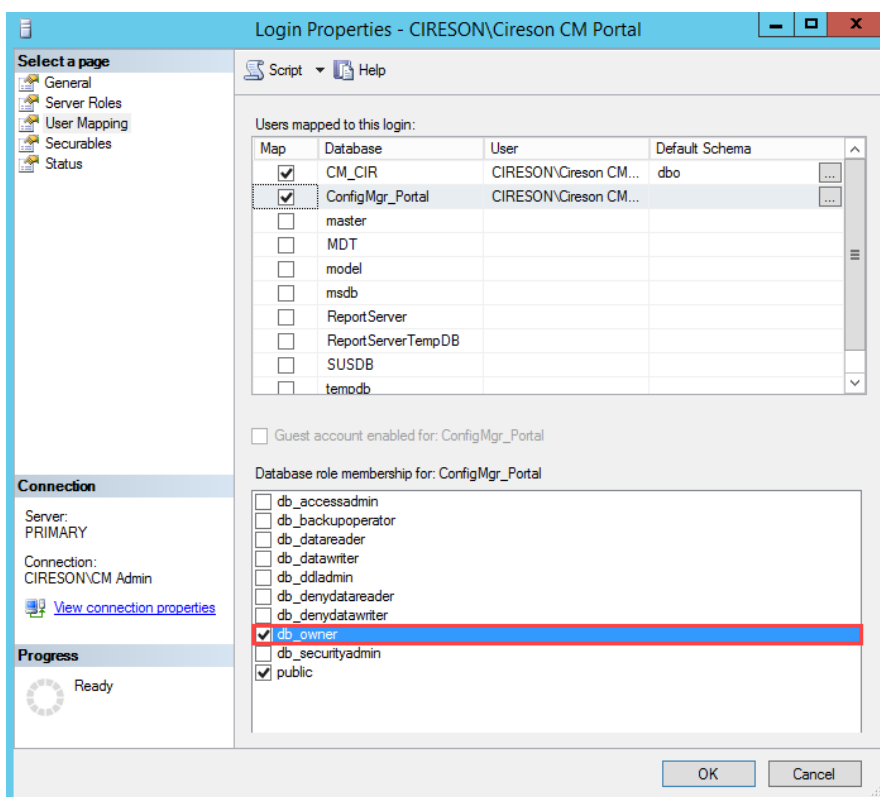 Login Properties - CIRESON\Cireson CM Portal
Select a page
General
Server Roles
User Mapping
Securables
Status
Script Help
Users mapped to this login:
Map Database User Default Schema
CM_CIR CIRESON\Cireson CM... dbo ...
ConfigMgr_Portal CIRESON\Cireson CM... ...
master
MDT
model
msdb
ReportServer
ReportServerTempDB
SUSDB
tempdb
Guest account enabled for: ConfigMgr_Portal
Database role membership for: ConfigMgr_Portal
db_accessadmin
db_backupoperator
db_datareader
db_datawriter
db_ddladmin
db_denydatareader
db_denydatawriter
db_owner
db_securityadmin
public
Connection
Server:
PRIMARY
Connection:
CIRESON\CM Admin
View connection properties
Progress
Ready
OK Cancel